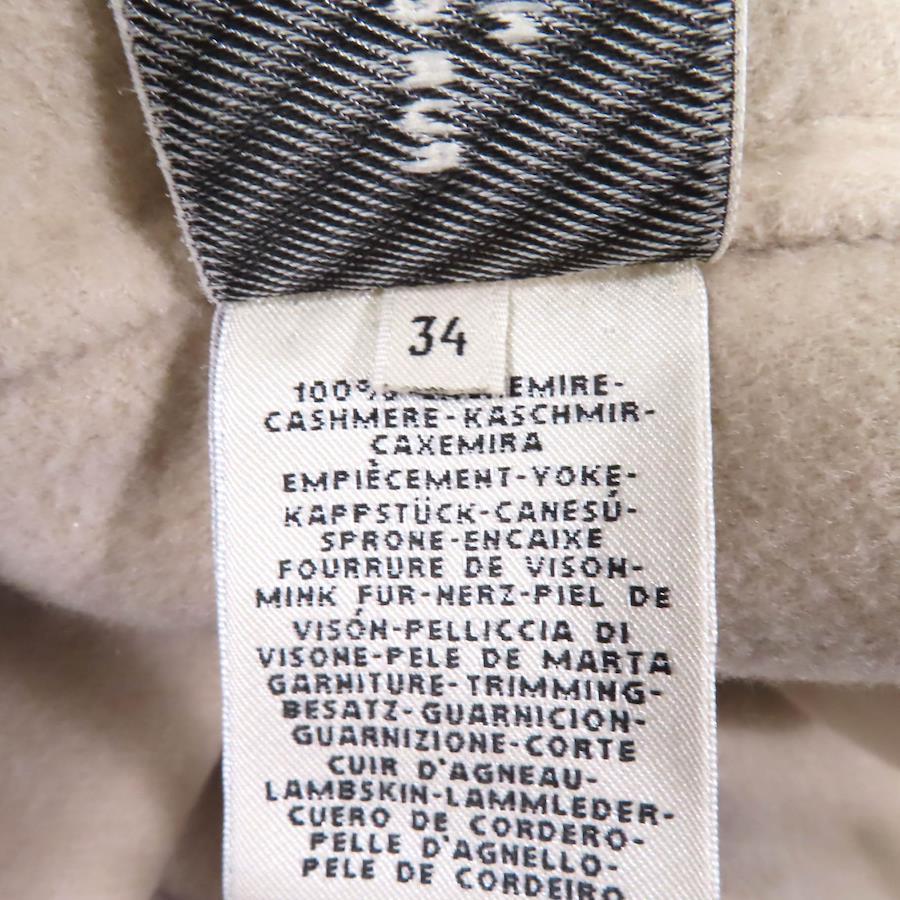 34
100%
CASHMERE-KASCHMIR-
CAXEMIRA
EMPIÈCEMENT-YOKE-
KAPPSTÜCK-CANESÚ-
SPRONE-ENCAIXE
FOURRURE DE VISON-
MINK FUR-NERZ-PIEL DE
VISÓN-PELLICCIA DI
VISONE-PELE DE MARTA
GARNITURE-TRIMMING-
BESATZ-GUARNICION-
GUARNIZIONE-CORTE
CUIR D'AGNEAU-
LAMBSKIN-LAMMLEDER-
CUERO DE CORDERO-
PELLE D'AGNELLO-
PELE DE CORDEIRO